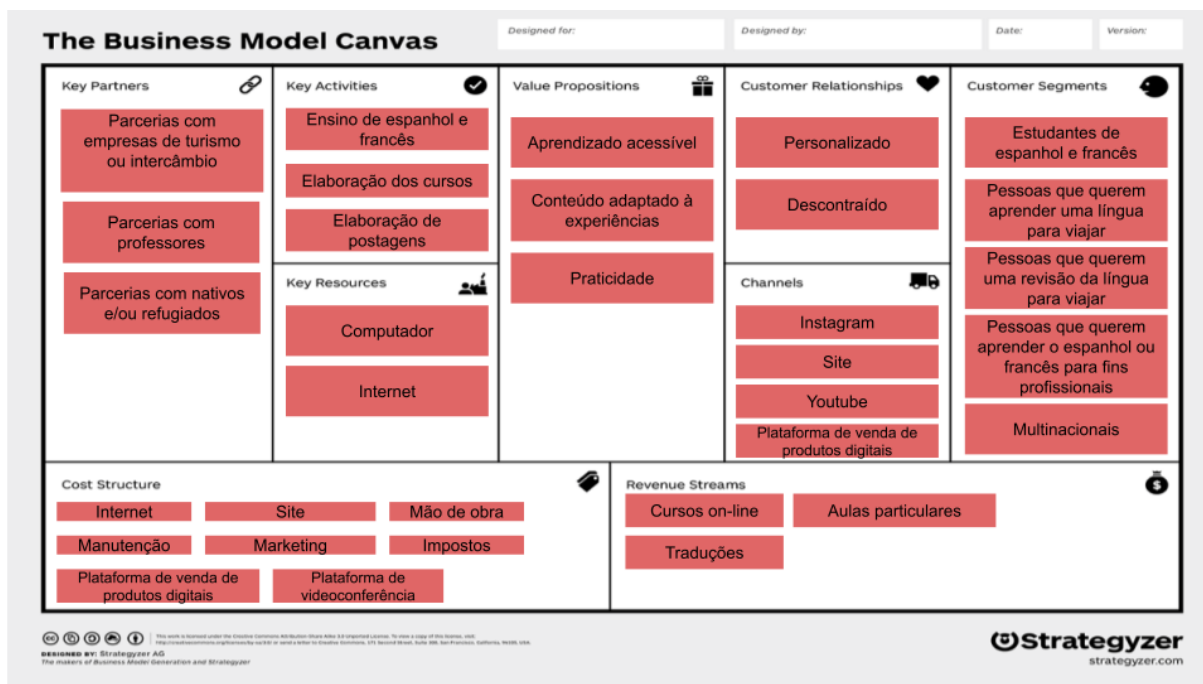 The Business Model Canvas
Designed for:
Designed by:
Date:
Version:
Key Partners
Parcerias com
empresas de turismo
ou intercâmbio
Parcerias com
professores
Parcerias com nativos
e/ou refugiados
Key Activities
Ensino de espanhol e
francês
Elaboração dos cursos
Elaboração de
postagens
Key Resources
Computador
Internet
Value Propositions
Aprendizado acessível
Conteúdo adaptado à
experiências
Praticidade
Customer Relationships
Personalizado
Descontraído
Channels
Instagram
Site
Youtube
Plataforma de venda de
produtos digitais
Customer Segments
Estudantes de
espanhol e francês
Pessoas que querem
aprender uma língua
para viajar
Pessoas que querem
uma revisão da língua
para viajar
Pessoas que querem
aprender o espanhol ou
francês para fins
profissionais
Multinacionais
Cost Structure
Internet
Site
Mão de obra
Manutenção
Marketing
Impostos
Plataforma de venda de
produtos digitais
Plataforma de
videoconferência
Revenue Streams
Cursos on-line
Aulas particulares
Traduções
DESIGNED BY: Strategyzer AG
The makers of Business Model Generation and Strategyzer
Strategyzer
strategyzer.com